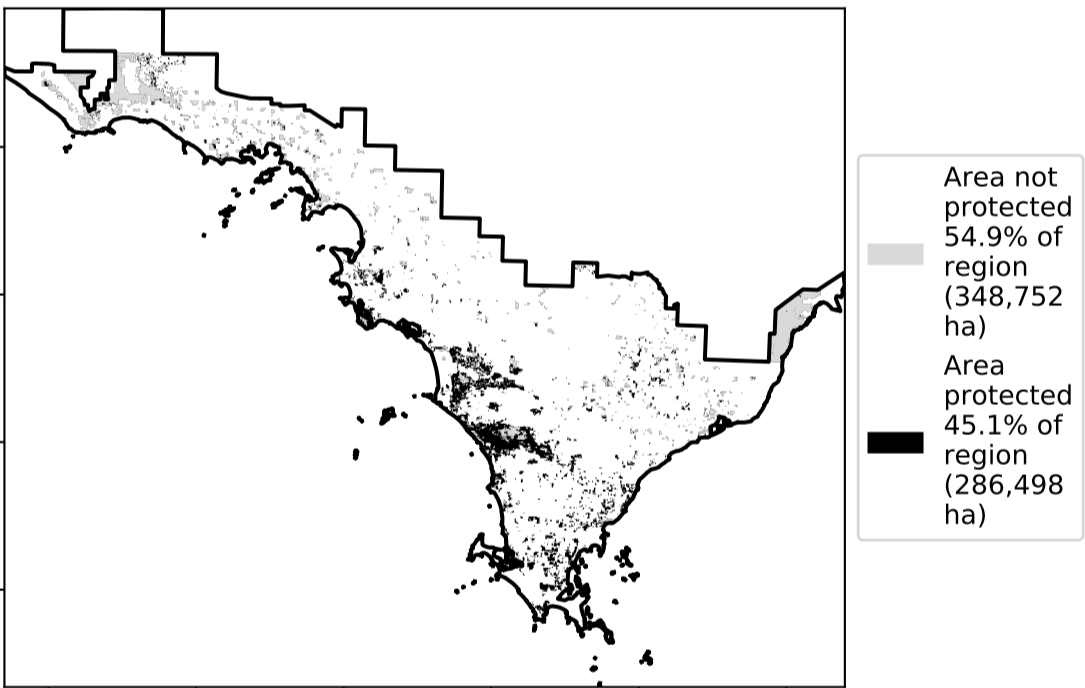 Area not
protected
54.9% of
region
(348,752
ha)
Area
protected
45.1% of
region
(286,498
ha)